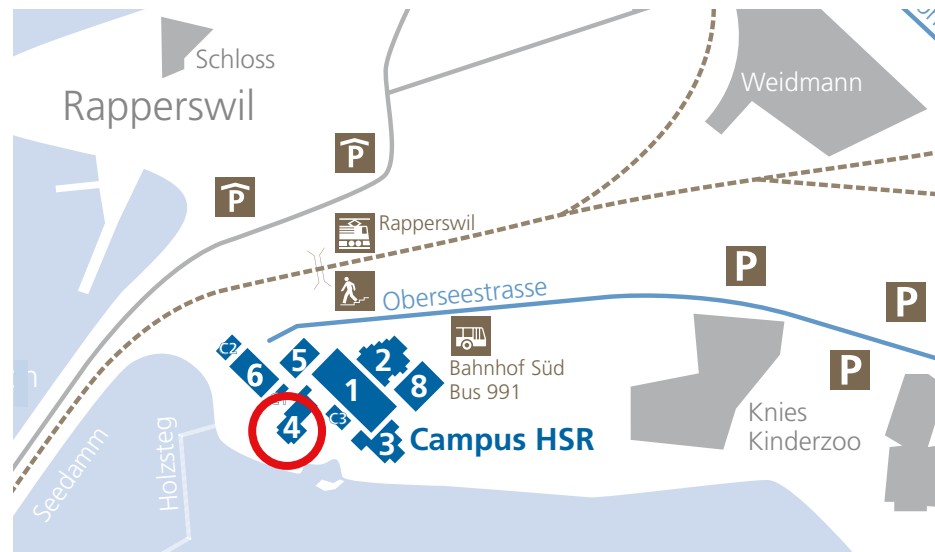 Schloss
Rapperswil
Weidmann
P
P
Rapperswil
P
Oberseestrasse
P
P
Bahnhof Süd
Bus 991
C2
5
2
6
1
8
4
C3
3
Campus HSR
Knies
Kinderzoo
Seedamm
Holzsteg